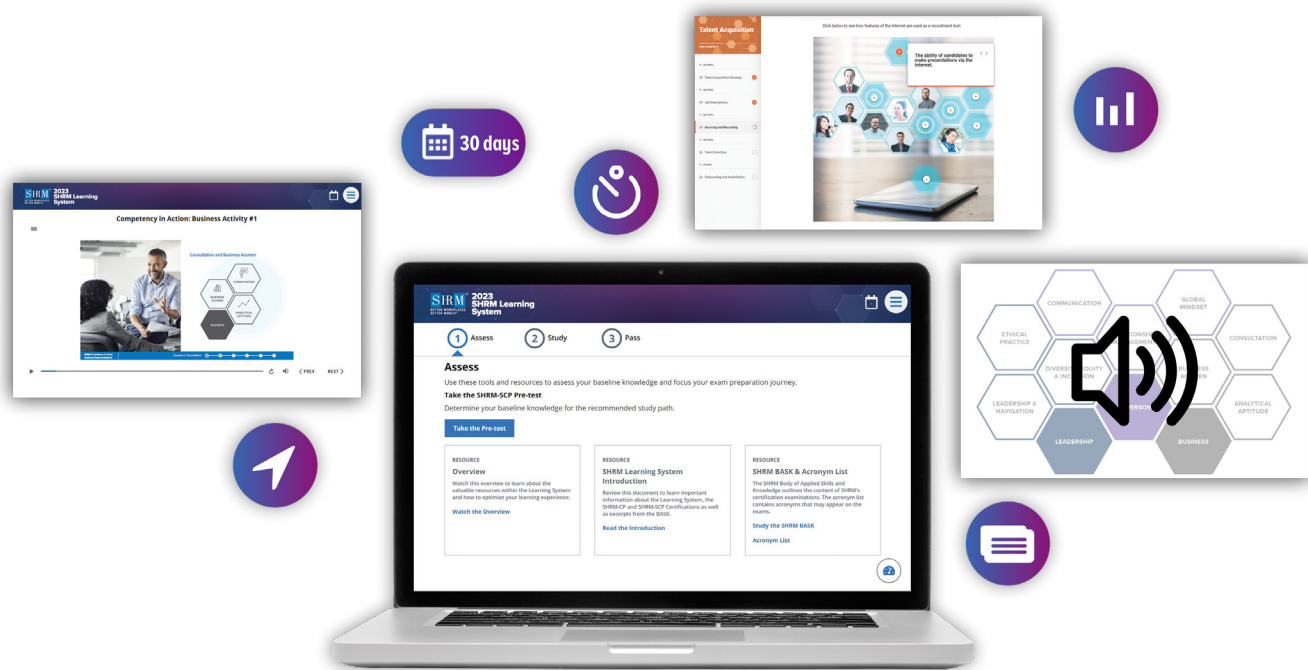 Talent Acquisition
Click below to see how features of the Internet are used as a recruitment tool.
The ability of candidates to
make presentations via the
Internet.
Talent Acquisition Strategy
Job Descriptions
Sourcing and Recruiting
Talent Selection
Onboarding and Assimilation
30 days
SHRM
BETTER WORKPLACES
BETTER WORLD
2023
SHRM Learning
System
Competency in Action: Business Activity #1
Consultation and Business Acumen
BUSINESS
ACUMEN
ANALYTICAL
APTITUDE
BUSINESS
< PREV
NEXT >
SHRM
BETTER WORKPLACES
BETTER WORLD
2023
SHRM Learning
System
1 Assess
2 Study
3 Pass
Assess
Use these tools and resources to assess your baseline knowledge and focus your exam preparation journey.
Take the SHRM-SCP Pre-test
Determine your baseline knowledge for the recommended study path.
Take the Pre-test
RESOURCE
Overview
Watch this overview to learn about the
valuable resources within the Learning System
and how to optimize your learning experience.
Watch the Overview
RESOURCE
SHRM Learning System
Introduction
Review this document to learn important
information about the Learning System, the
SHRM-CP and SHRM-SCP Certifications as well
as excerpts from the BASK.
Read the Introduction
RESOURCE
SHRM BASK & Acronym List
The SHRM Body of Applied Skills and
Knowledge outlines the content of SHRM's
certification examinations. The acronym list
contains acronyms that may appear on the
exams.
Study the SHRM BASK
Acronym List
COMMUNICATION
GLOBAL
MINDSET
ETHICAL
PRACTICE
CONSULTATION
LEADERSHIP &
NAVIGATION
ANALYTICAL
APTITUDE
LEADERSHIP
BUSINESS